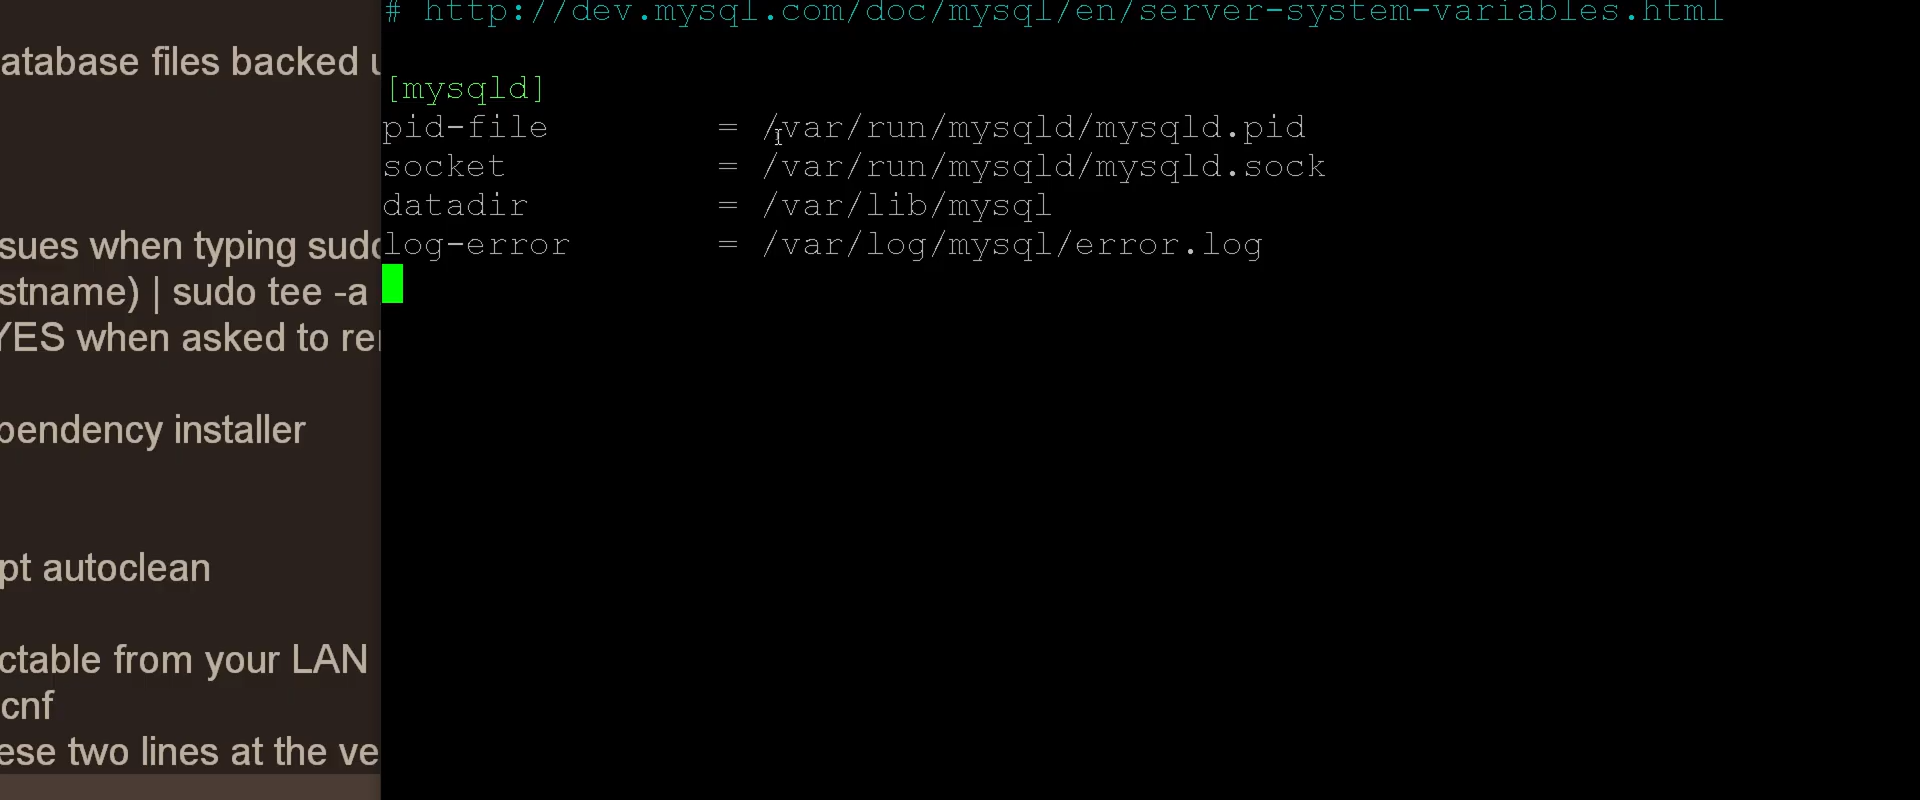 atabase files backed
sues when typing sud
stname) | sudo tee -a
YES when asked to re
pendency installer
pt autoclean
ctable from your LAN
cnf
ese two lines at the ve
# http://dev.mysql.com/doc/mysql/en/server-system-variables.html
[mysqld]
pid-file = /var/run/mysqld/mysqld.pid
socket = /var/run/mysqld/mysqld.sock
datadir = /var/lib/mysql
log-error = /var/log/mysql/error.log